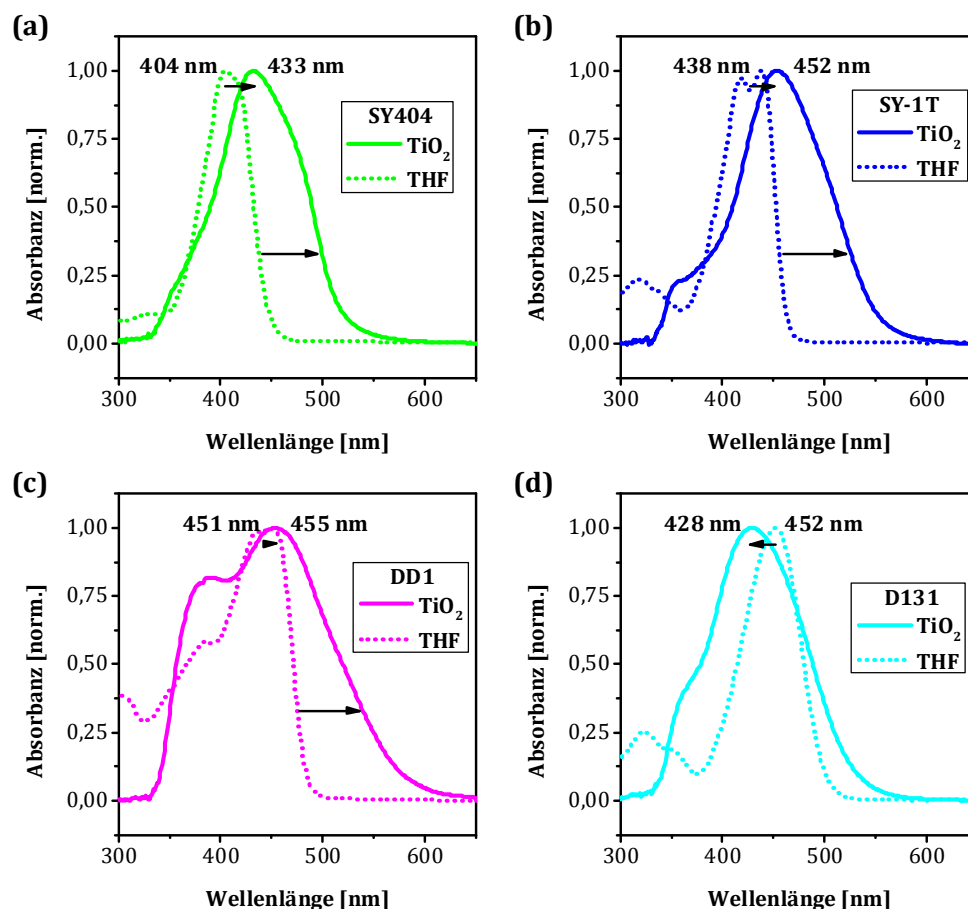 (a)
404 nm 433 nm
SY404
TiO2
THF
1,00
0,75
0,50
0,25
0,00
300 400 500 600
Absorbanz [norm.]
Wellenlänge [nm]
(b)
438 nm 452 nm
SY-1T
TiO2
THF
1,00
0,75
0,50
0,25
0,00
300 400 500 600
Absorbanz [norm.]
Wellenlänge [nm]
(c)
451 nm 455 nm
DD1
TiO2
THF
1,00
0,75
0,50
0,25
0,00
300 400 500 600
Absorbanz [norm.]
Wellenlänge [nm]
(d)
428 nm 452 nm
D131
TiO2
THF
1,00
0,75
0,50
0,25
0,00
300 400 500 600
Absorbanz [norm.]
Wellenlänge [nm]